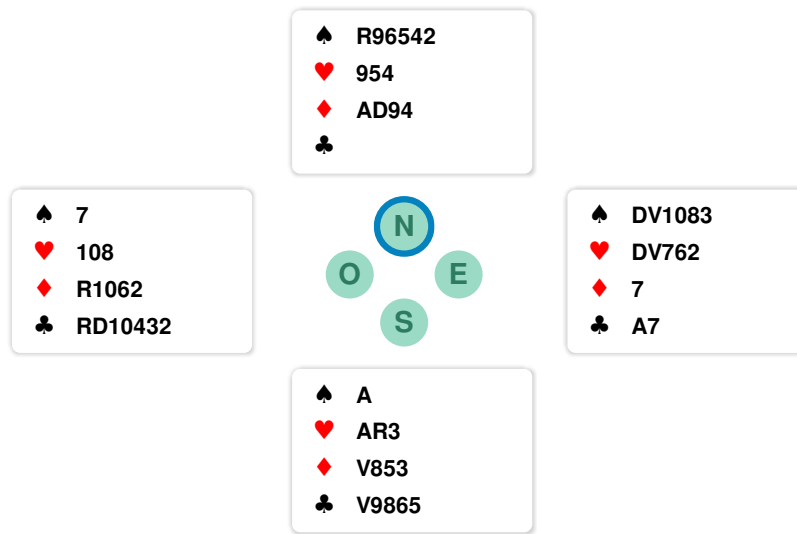 ♠ R96542
♥ 954
♦ AD94
♣
♠ 7
♥ 108
♦ R1062
♣ RD10432
N
O
E
S
♠ DV1083
♥ DV762
♦ 7
♣ A7
♠ A
♥ AR3
♦ V853
♣ V9865